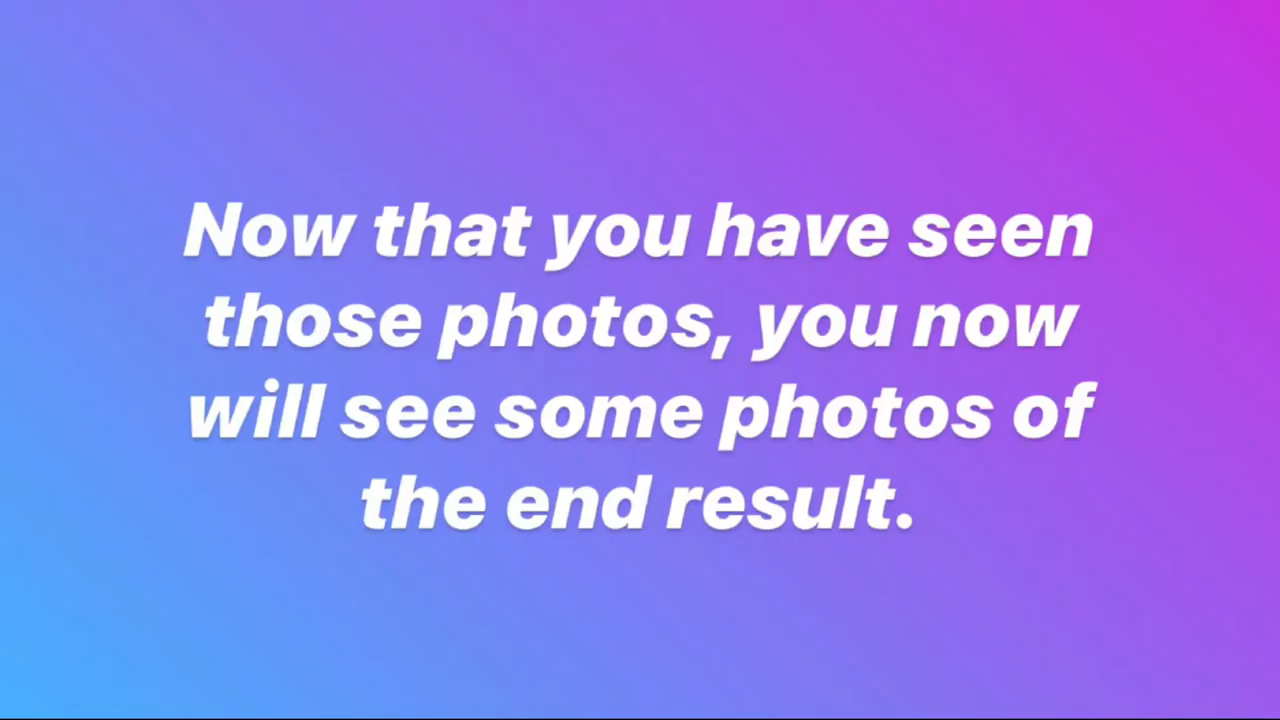 Now that you have seen
those photos, you now
will see some photos of
the end result.